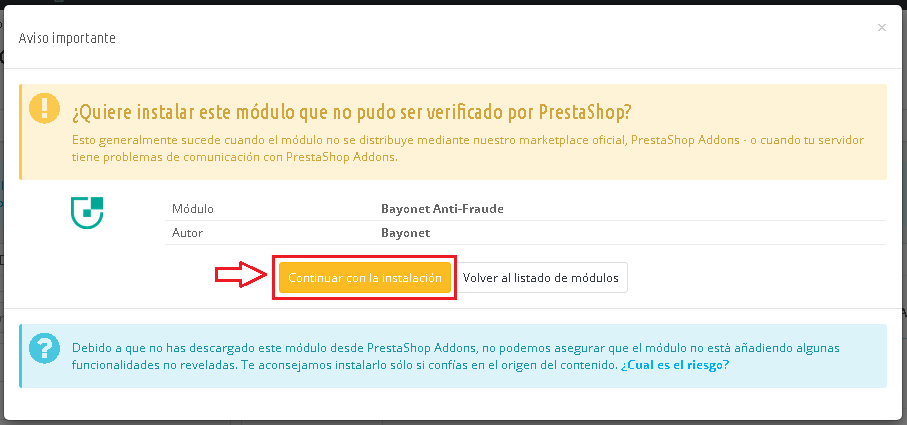 Aviso importante
×
¿Quiere instalar este módulo que no pudo ser verificado por PrestaShop?
Esto generalmente sucede cuando el módulo no se distribuye mediante nuestro marketplace oficial, PrestaShop Addons - o cuando tu servidor
tiene problemas de comunicación con PrestaShop Addons.
Módulo Bayonet Anti-Fraude
Autor Bayonet
Continuar con la instalación Volver al listado de módulos
Debido a que no has descargado este módulo desde PrestaShop Addons, no podemos asegurar que el módulo no está añadiendo algunas
funcionalidades no reveladas. Te aconsejamos instalarlo sólo si confías en el origen del contenido. ¿Cual es el riesgo?